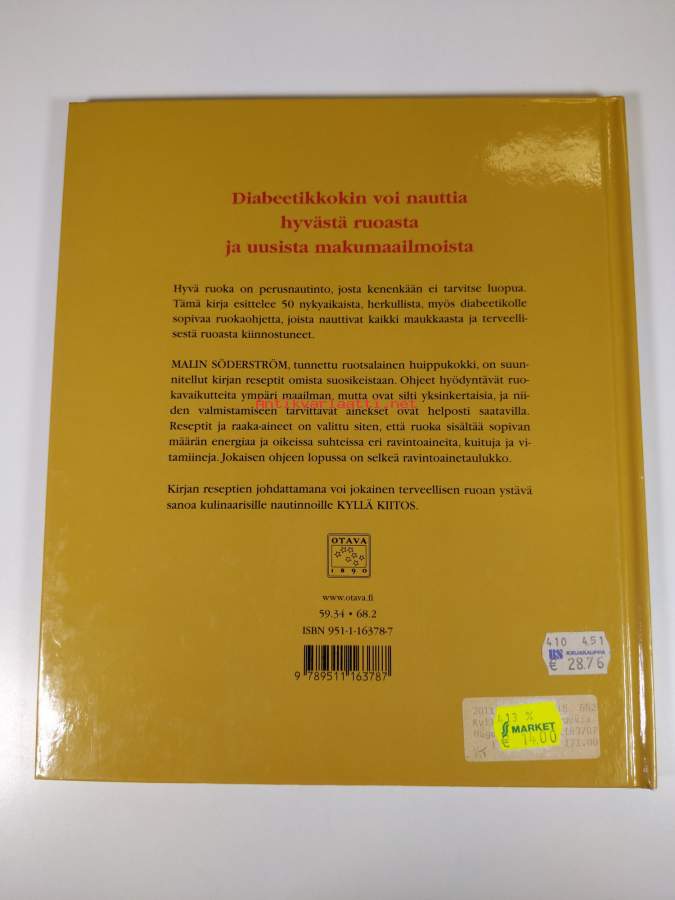 Diabeetikkokin voi nauttia
hyvästä ruoasta
ja uusista makumaailmoista
Hyvä ruoka on perusnautinto, josta kenenkään ei tarvitse luopua.
Tämä kirja esittelee 50 nykyaikaista, herkullista, myös diabeetikolle
sopivaa ruokaohjetta, joista nauttivat kaikki maukkaasta ja terveelli-
sestä ruoasta kiinnostuneet.
MALIN SÖDERSTRÖM, tunnettu ruotsalainen huippukokki, on suun-
nitellut kirjan reseptit omista suosikeistaan. Ohjeet hyödyntävät ruo-
kavaikutteita ympäri maailman, mutta ovat silti yksinkertaisia, ja nii-
den valmistamiseen tarvittavat ainekset ovat helposti saatavilla.
Antikvariaatti.net
Reseptit ja raaka-aineet on valittu siten, että ruoka sisältää sopivan
määrän energiaa ja oikeissa suhteissa eri ravintoaineita, kuituja ja vi-
tamiineja. Jokaisen ohjeen lopussa on selkeä ravintoainetaulukko.
Kirjan reseptien johdattamana voi jokainen terveellisen ruoan ystävä
sanoa kulinaarisille nautinnoille KYLLÄ KIITOS.
OTAVA
1890
www.otava.fi
59.34 • 68.2
ISBN 951-1-16378-7
9 789511 163787
410 451
KIRJAKAUPPA
€ 28.76
413 %
S MARKET
€ 14.00
171.00